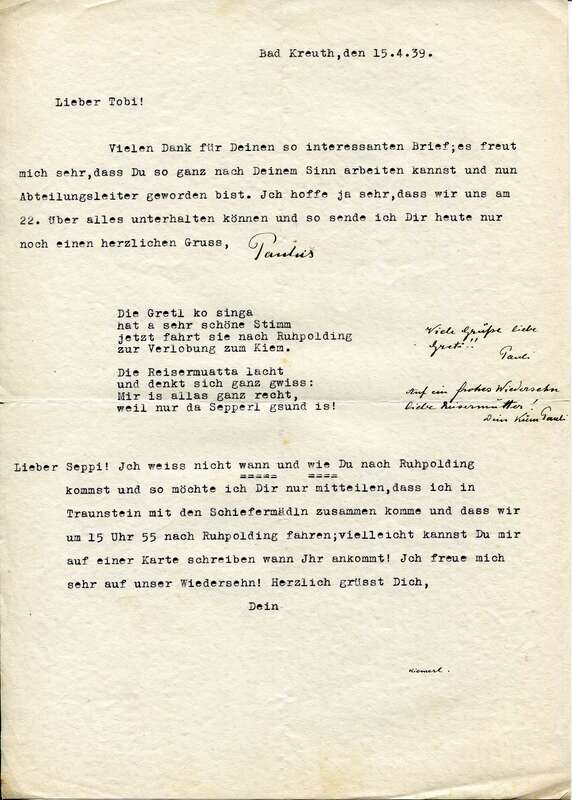 Bad Kreuth,den 15.4.39.
Lieber Tobi!
Vielen Dank für Deinen so interessanten Brief;es freut
mich sehr,dass Du so ganz nach Deinem Sinn arbeiten kannst und nun
Abteilungsleiter geworden bist. Jch hoffe ja sehr,dass wir uns am
22. über alles unterhalten können und so sende ich Dir heute nur
noch einen herzlichen Gruss,
Die Gretl ko singa
hat a sehr schöne Stimm
jetzt fahrt sie nach Ruhpolding
zur Verlobung zum Kiem.
Viele Grüße liebe
Gretl!!
Pauli
Die Reisermuatta lacht
und denkt sich ganz gwiss:
Mir is allas ganz recht,
weil nur da Sepperl gsund is!
Auf ein frohes Wiedersehn
liebe Reisermutter!
Dein Kiem Pauli
Lieber Seppi! Jch weiss nicht wann und wie Du nach Ruhpolding
kommst und so möchte ich Dir nur mitteilen,dass ich in
Traunstein mit den Schiefermädln zusammen komme und dass wir
um 15 Uhr 55 nach Ruhpolding fahren;vielleicht kannst Du mir
auf einer Karte schreiben wann Jhr ankommt! Jch freue mich
sehr auf unser Wiedersehn! Herzlich grüsst Dich,
Dein